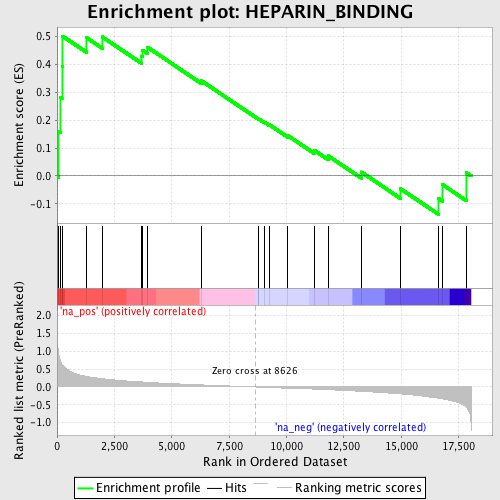 Enrichment plot: HEPARIN_BINDING
Enrichment score (ES)
0.5
0.4
0.3
0.2
0.1
0.0
-0.1
'na_pos' (positively correlated)
Ranked list metric (PreRanked)
2.0
1.5
1.0
0.5
0.0
-0.5
-1.0
Zero cross at 8626
'na_neg' (negatively correlated)
0 2,500 5,000 7,500 10,000 12,500 15,000 17,500
Rank in Ordered Dataset
Enrichment profile Hits Ranking metric scores